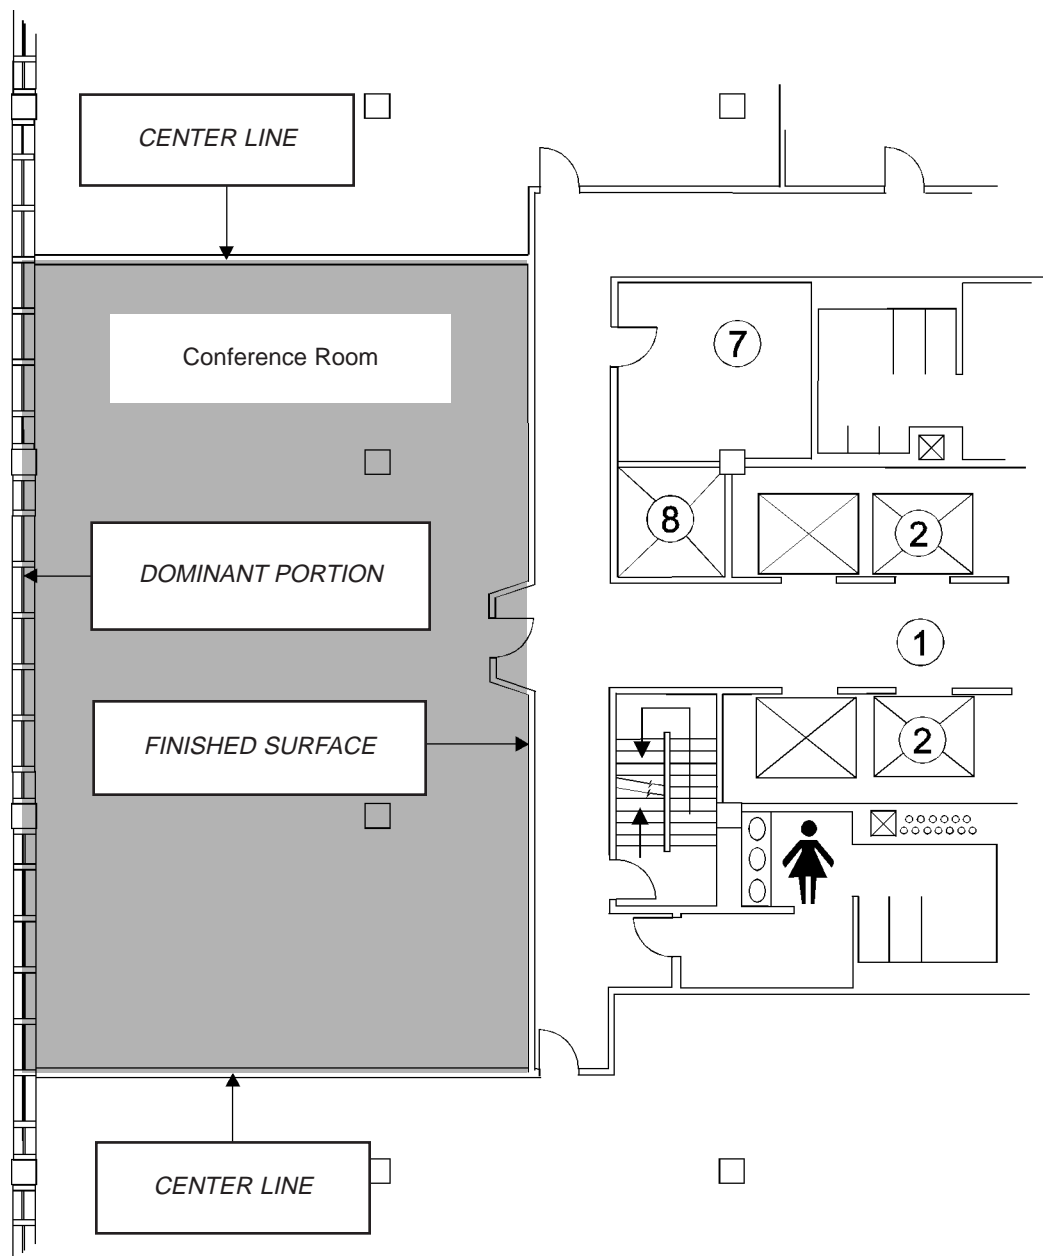 CENTER LINE
Conference Room
7
8
2
DOMINANT PORTION
1
FINISHED SURFACE
2
CENTER LINE